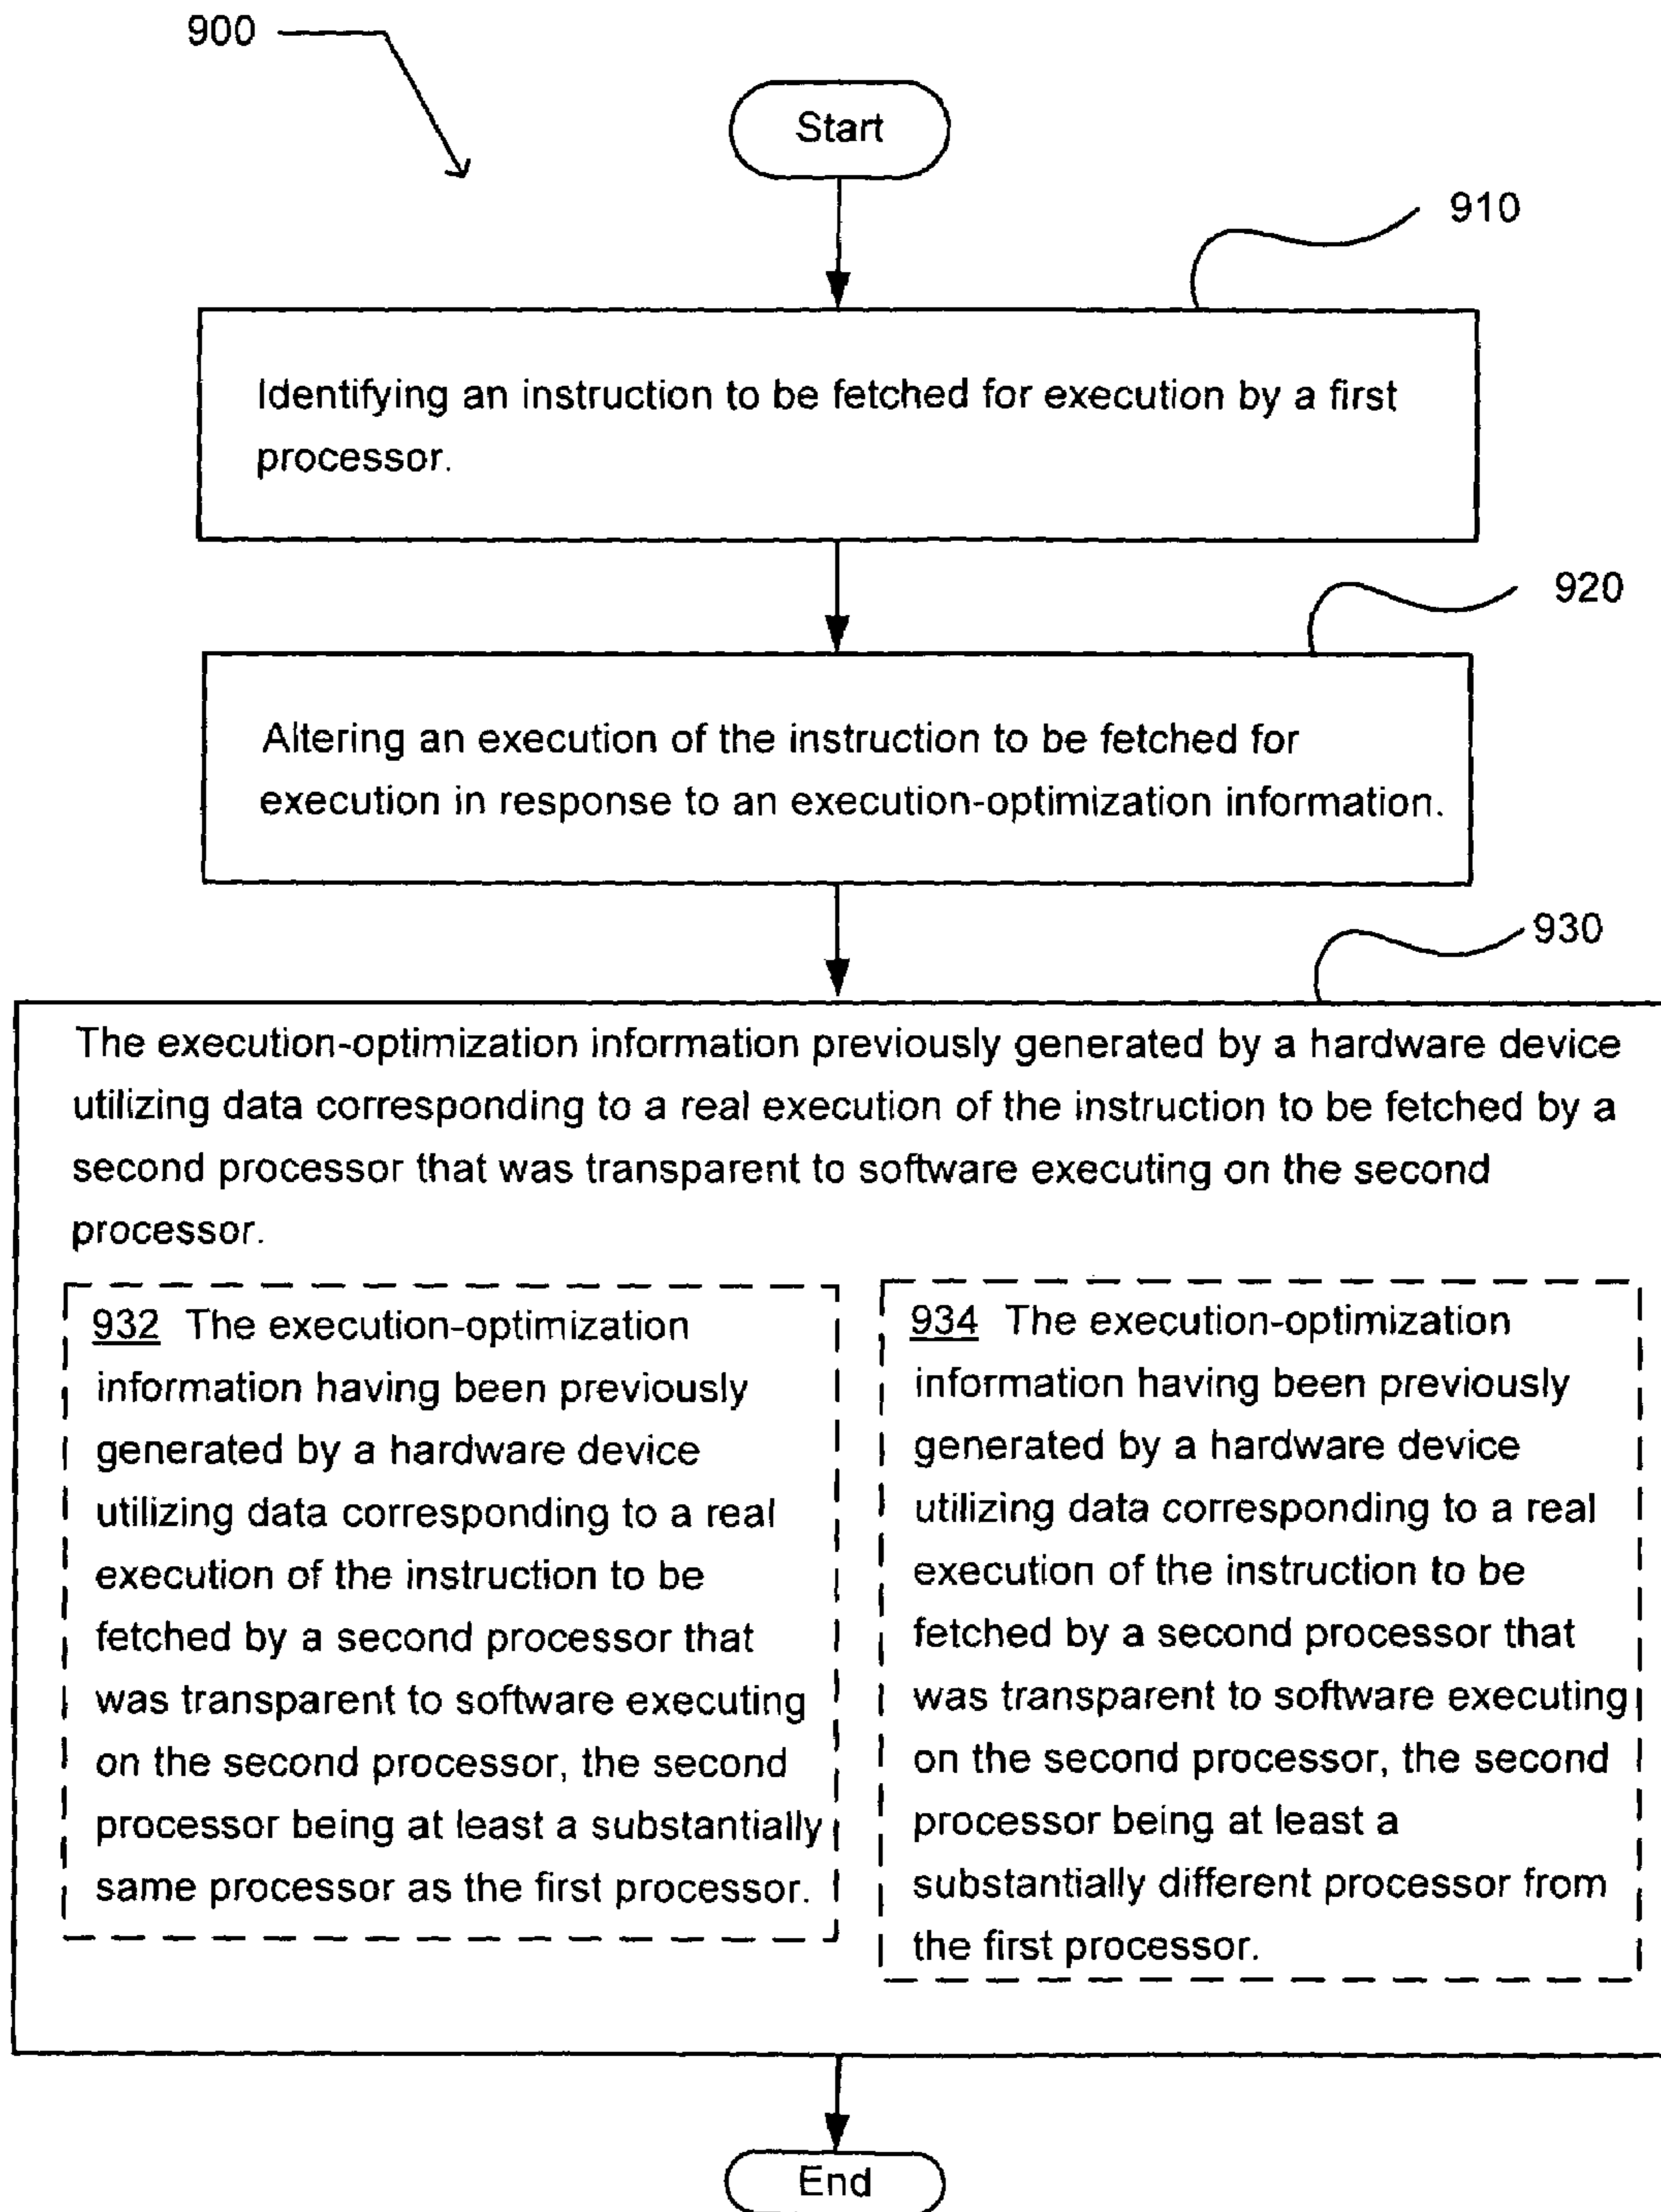 900
Start
910
Identifying an instruction to be fetched for execution by a first
processor.
920
Altering an execution of the instruction to be fetched for
execution in response to an execution-optimization information.
930
The execution-optimization information previously generated by a hardware device
utilizing data corresponding to a real execution of the instruction to be fetched by a
second processor that was transparent to software executing on the second
processor.
932 The execution-optimization
information having been previously
generated by a hardware device
utilizing data corresponding to a real
execution of the instruction to be
fetched by a second processor that
was transparent to software executing
on the second processor, the second
processor being at least a substantially
same processor as the first processor.
934 The execution-optimization
information having been previously
generated by a hardware device
utilizing data corresponding to a real
execution of the instruction to be
fetched by a second processor that
was transparent to software executing
on the second processor, the second
processor being at least a
substantially different processor from
the first processor.
End